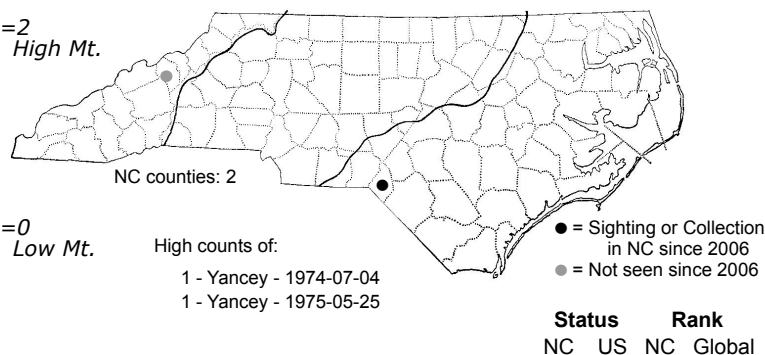 =2
High Mt.
NC counties: 2
=0
Low Mt.
High counts of:
1 - Yancey - 1974-07-04
1 - Yancey - 1975-05-25
● = Sighting or Collection
in NC since 2006
● = Not seen since 2006
Status Rank
NC US NC Global